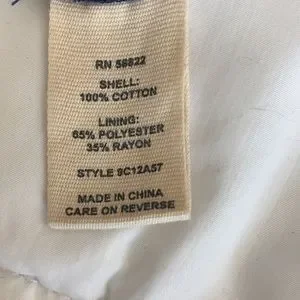 RN 56822
SHELL:
100% COTTON
LINING:
65% POLYESTER
35% RAYON
STYLE 9C12A57
MADE IN CHINA
CARE ON REVERSE